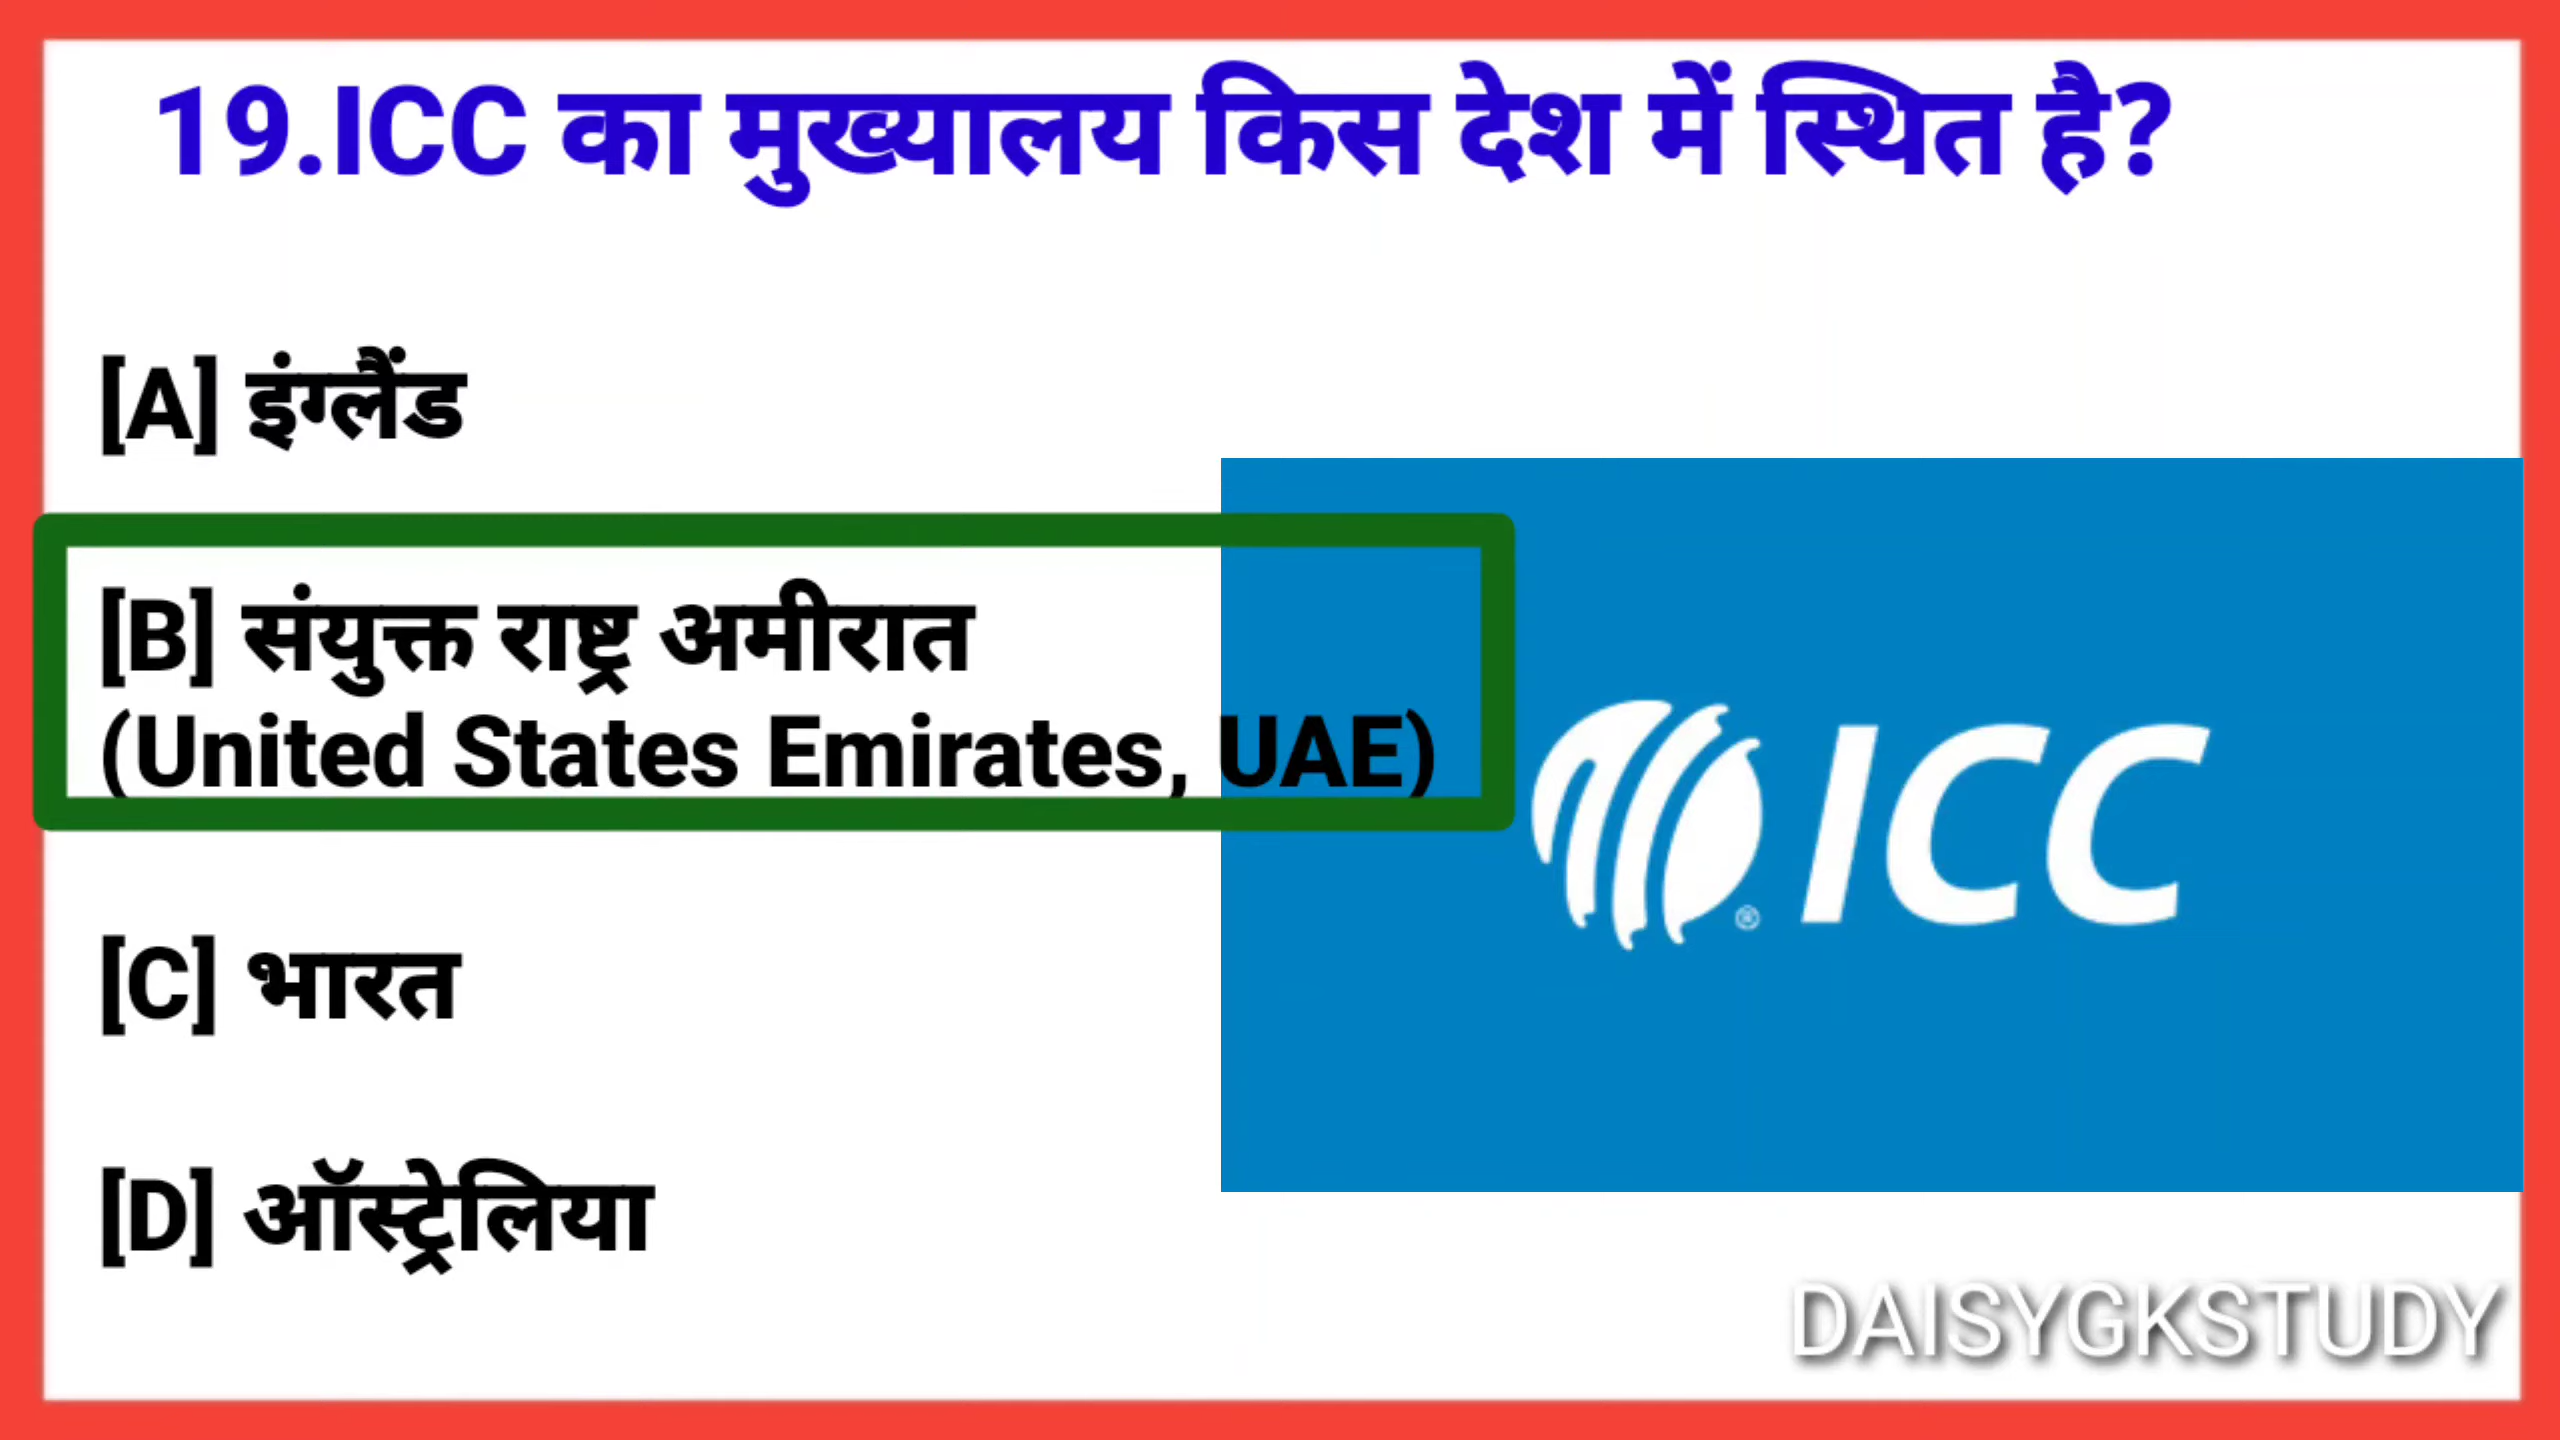 19.ICC का मुख्यालय किस देश में स्थित है?
[A] इंग्लैंड
[B] संयुक्त राष्ट्र अमीरात
(United States Emirates, UAE)
ICC
®
[C] भारत
[D] ऑस्ट्रेलिया
DAISYGKSTUDY